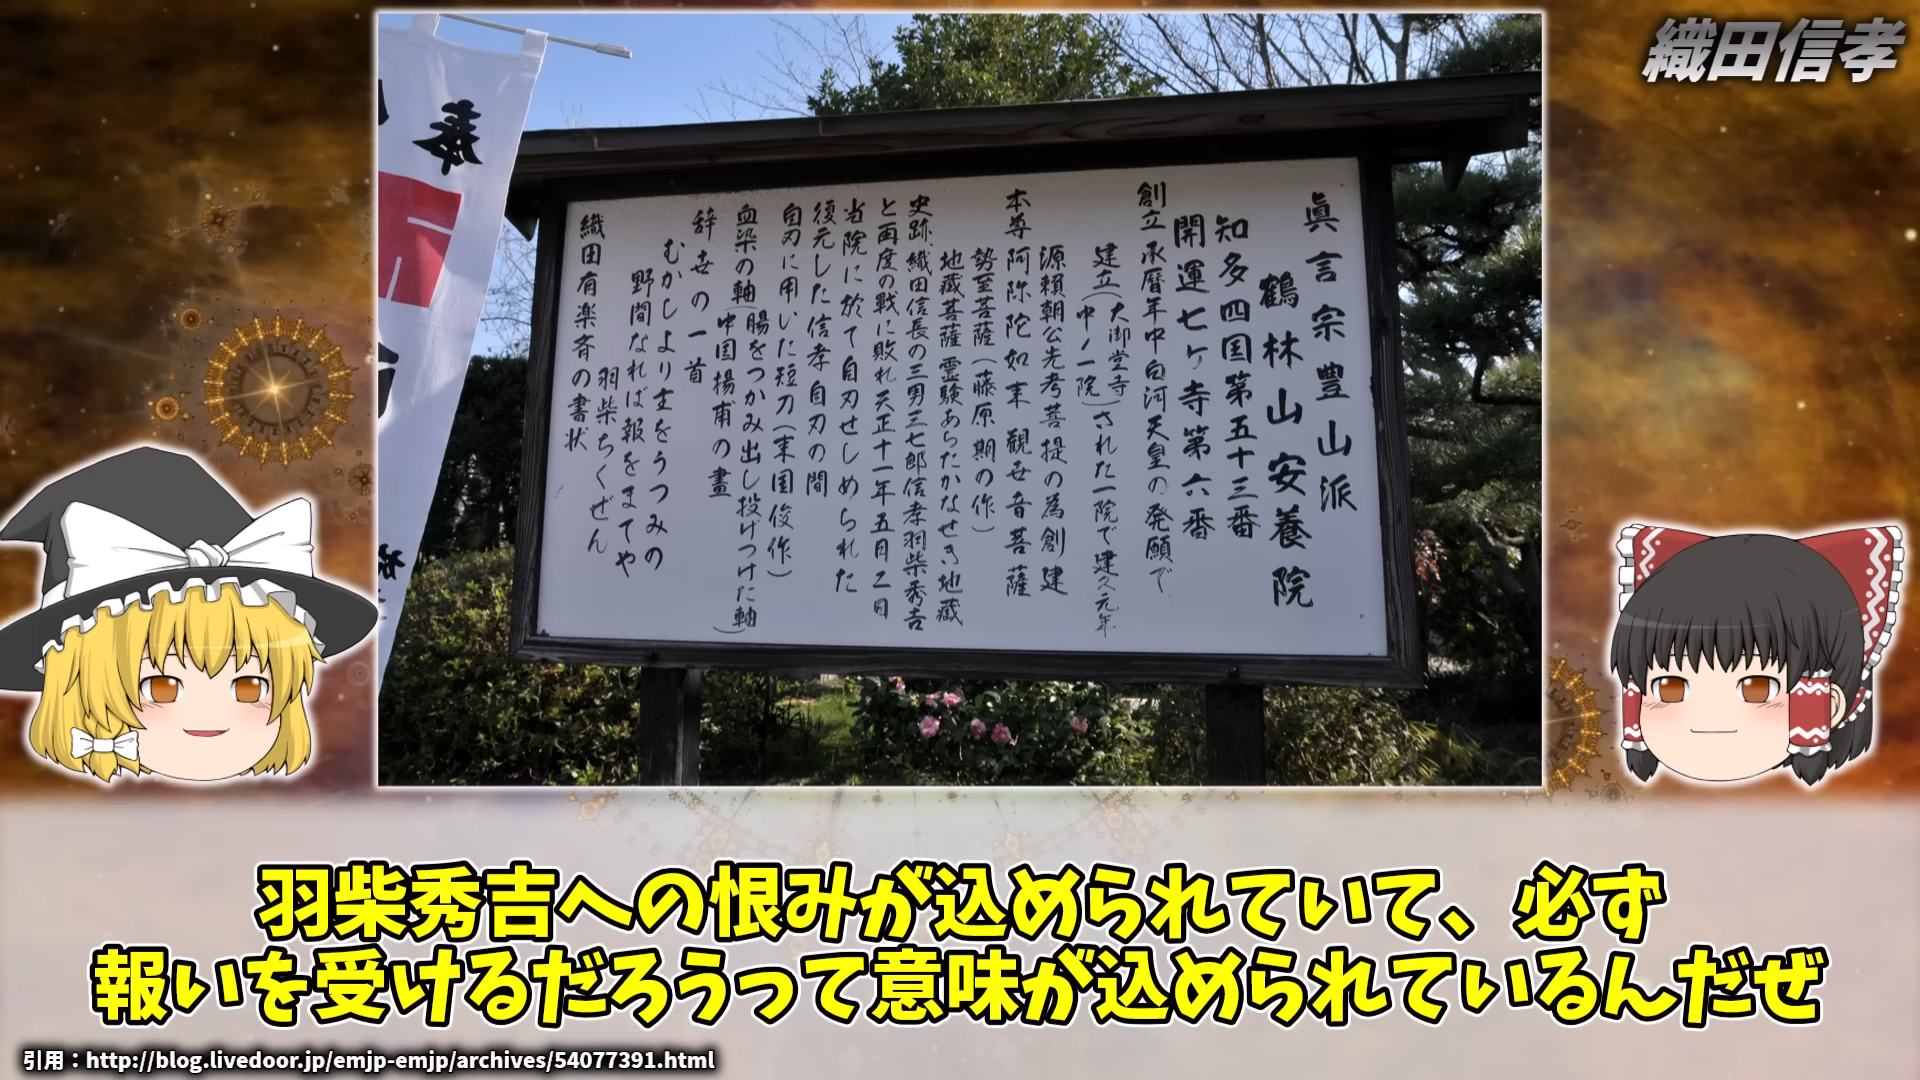 織田信孝
奉
眞言宗豊山派
鶴林山安養院
知多四国第五十三番
開運七ヶ寺第六番
創立 承暦年中白河天皇の発願で
建立(大御堂寺)された一院で建久元年
(中ノ一院)
源頼朝公先考菩提の為創建
本尊 阿弥陀如来 観世音菩薩
勢至菩薩(藤原期の作)
地蔵菩薩霊験あらたかなせき地蔵
史跡 織田信長の三男三七郎信孝羽柴秀吉
と両度の戦に敗れ天正十一年五月二日
当院に於て自刃せしめられた
復元した信孝自刃の間
自刃に用いた短刀(来国俊作)
血染の軸(腸をつかみ出し投げつけた軸)
中国楊甫の畫
辞世の一首
むかしより主をうつみの
野間なれば報をまてや
羽柴ちくぜん
織田有楽斉の書状
羽柴秀吉への恨みが込められていて、必ず
報いを受けるだろうって意味が込められているんだぜ
引用：http://blog.livedoor.jp/emjp-emjp/archives/54077391.html